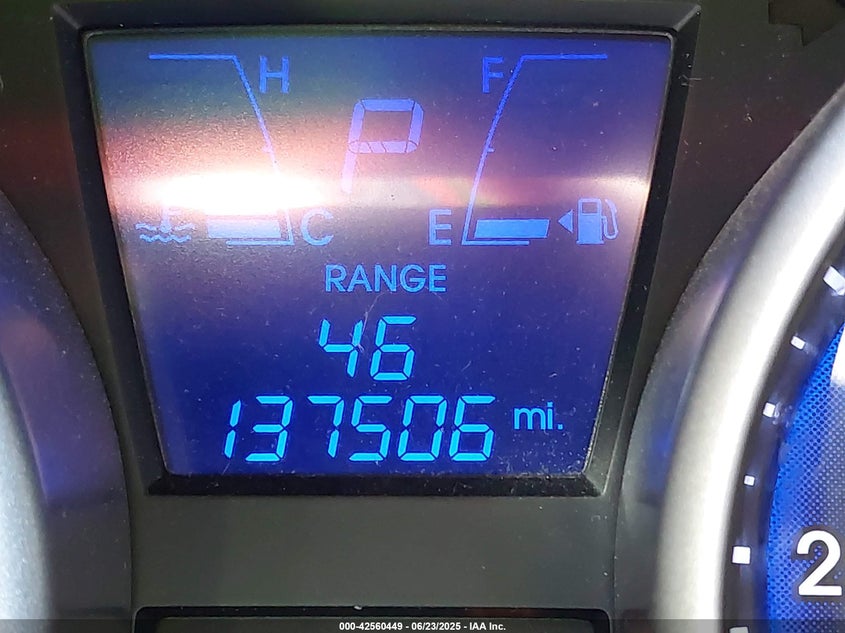 H F
P
C E
RANGE
46
137506 mi.
2
000-42560449 - 06/23/2025 - IAA Inc.